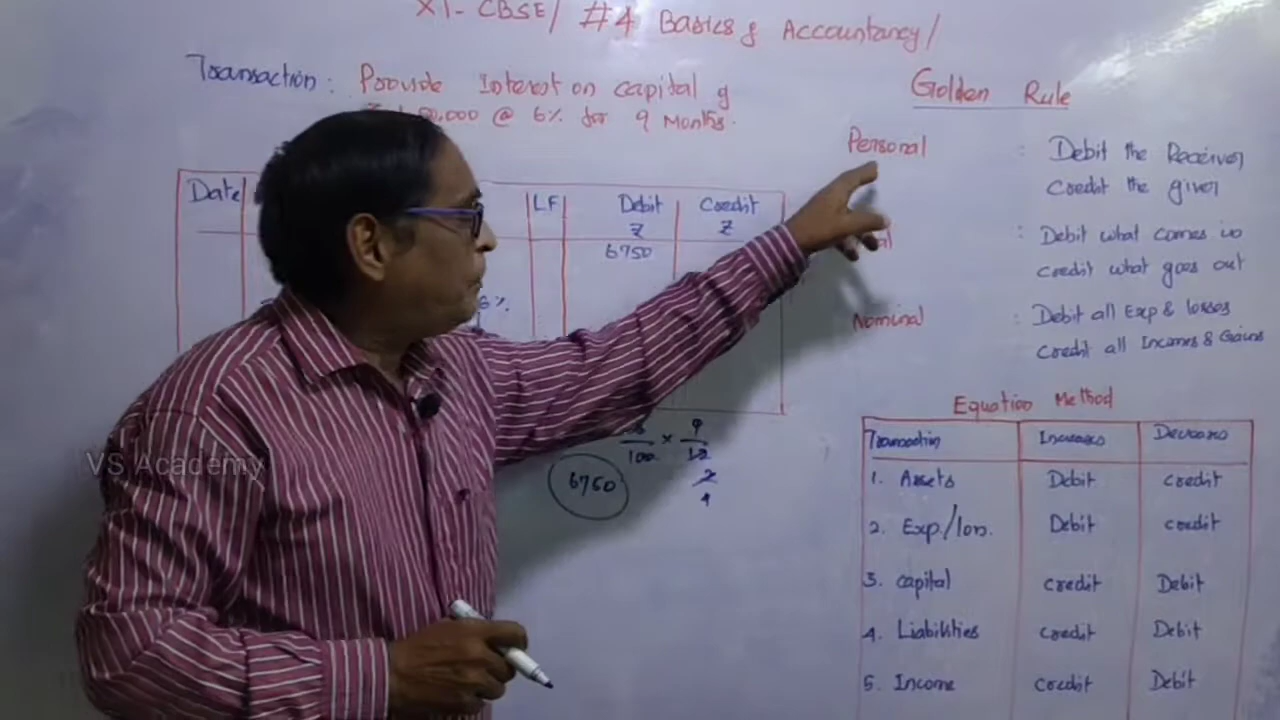 XI - CBSE / #4 Basics of Accountancy /
Transaction : Provide Interest on capital of
0,000 @ 6% for 9 Months.
Golden Rule
Personal : Debit the Receiver
Credit the giver
: Debit what comes in
Credit what goes out
Nominal : Debit all Exp & losses
Credit all Incomes & Gains
Date LF Debit Credit
₹ ₹
6750
6%
100 × 9
12
2
4
6750
VS Academy
Equation Method
Transaction Increases Decreases
1. Assets Debit Credit
2. Exp./loss. Debit Credit
3. Capital Credit Debit
4. Liabilities Credit Debit
5. Income Credit Debit